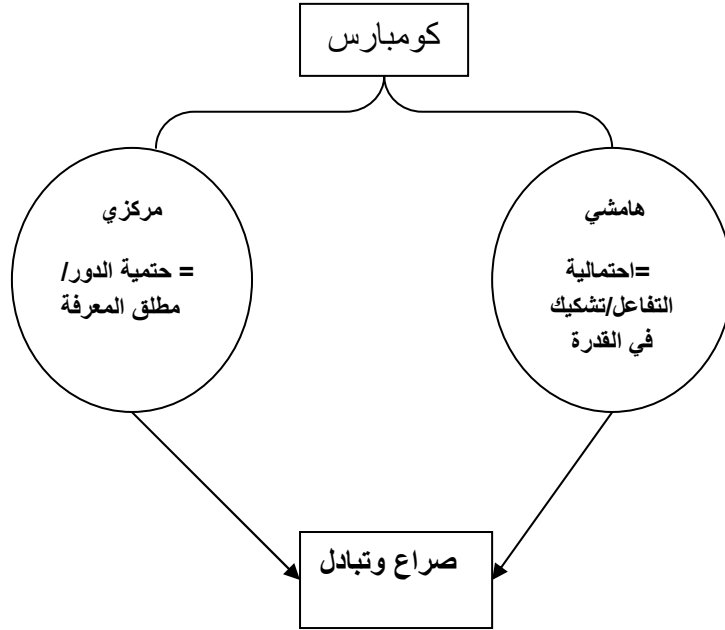 كومبارس
هامشي
=احتمالية
التفاعل/تشكيك
في القدرة
مركزي
= حتمية الدور/
مطلق المعرفة
صراع وتبادل